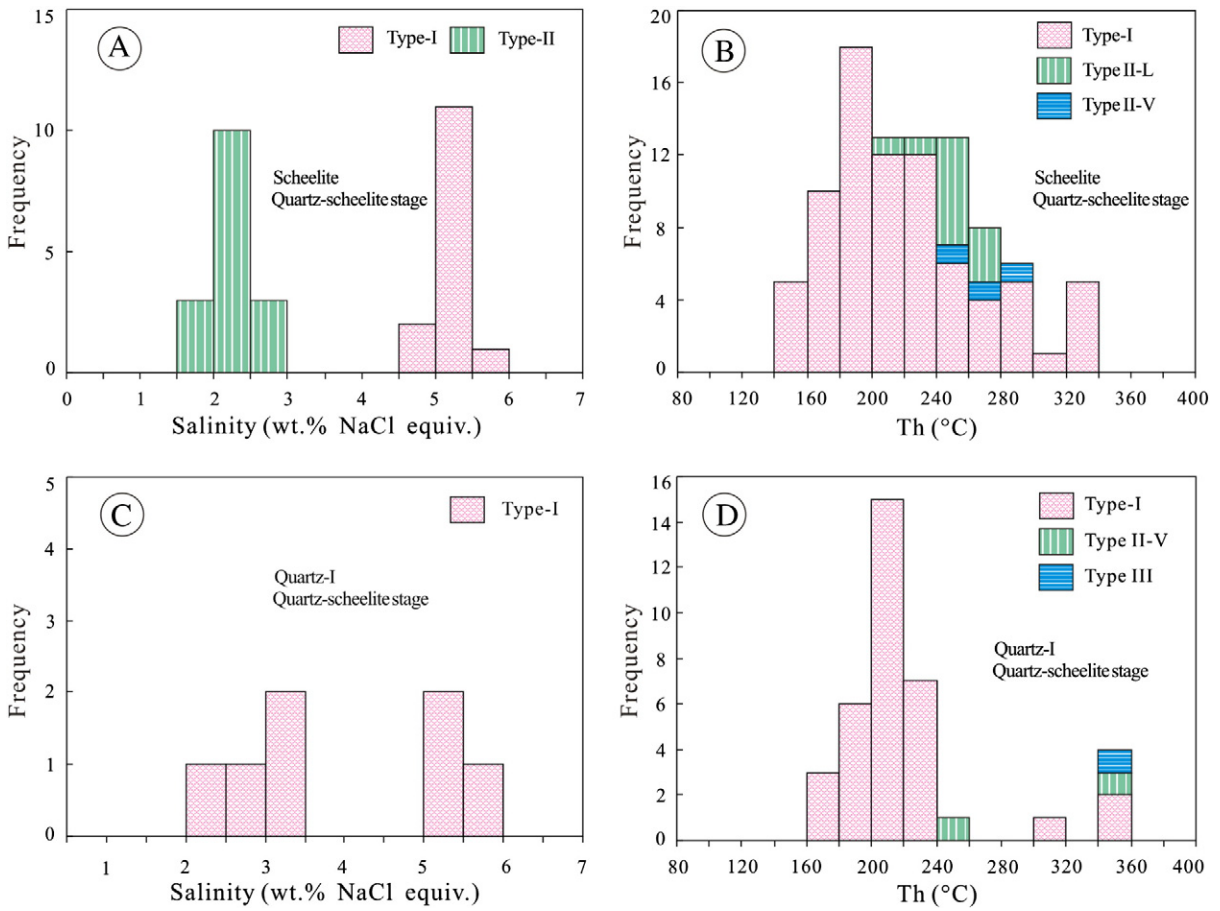 A
Type-I
Type-II
Scheelite
Quartz-scheelite stage
Frequency
15
10
5
0
0 1 2 3 4 5 6 7
Salinity (wt.% NaCl equiv.)
B
Type-I
Type II-L
Type II-V
Scheelite
Quartz-scheelite stage
Frequency
20
16
12
8
4
0
80 120 160 200 240 280 320 360 400
Th (°C)
C
Type-I
Quartz-I
Quartz-scheelite stage
Frequency
5
4
3
2
1
0
1 2 3 4 5 6 7
Salinity (wt.% NaCl equiv.)
D
Type-I
Type II-V
Type III
Quartz-I
Quartz-scheelite stage
Frequency
16
14
12
10
8
6
4
2
0
80 120 160 200 240 280 320 360 400
Th (°C)